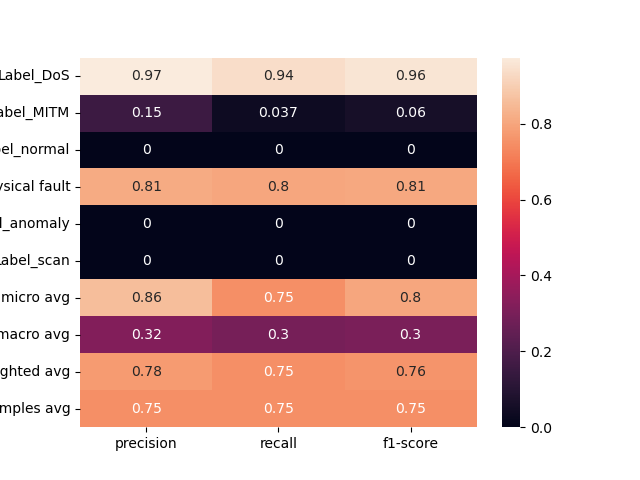 Label_DoS 0.97 0.94 0.96
abel_MITM 0.15 0.037 0.06
el_normal 0 0 0
ysical fault 0.81 0.8 0.81
l_anomaly 0 0 0
Label_scan 0 0 0
micro avg 0.86 0.75 0.8
macro avg 0.32 0.3 0.3
ghted avg 0.78 0.75 0.76
mples avg 0.75 0.75 0.75
precision recall f1-score
0.8
0.6
0.4
0.2
0.0